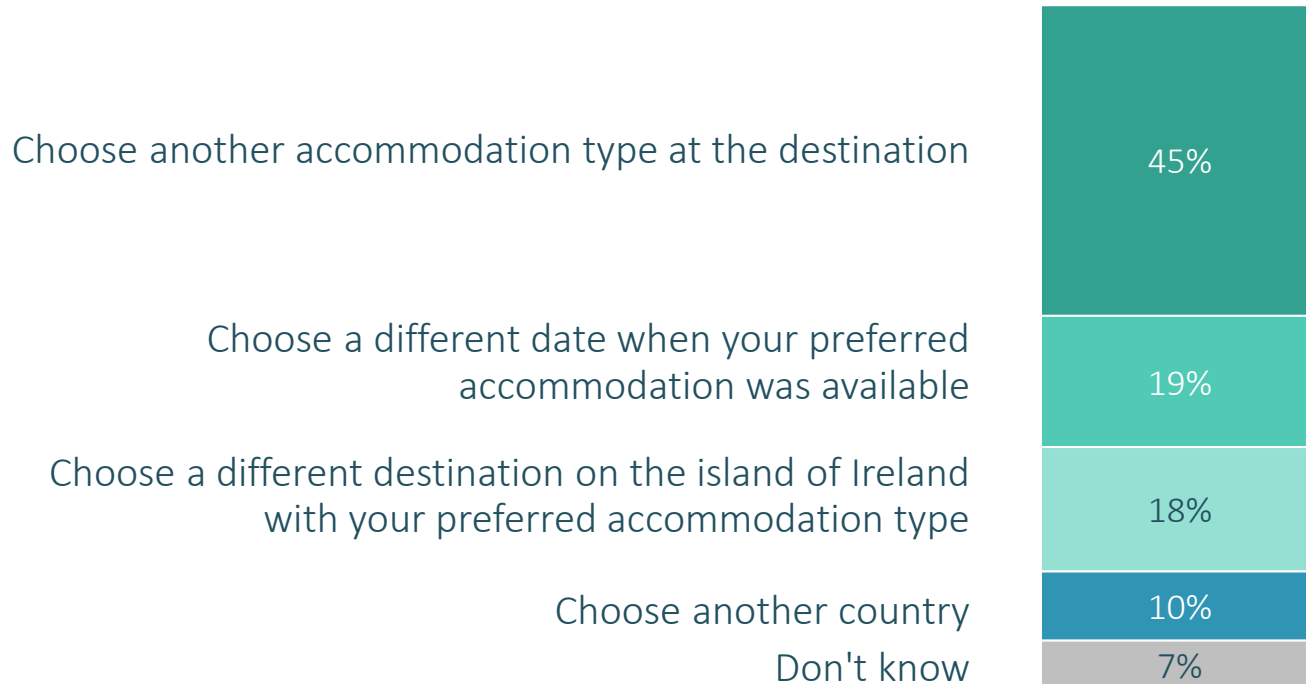 Choose another accommodation type at the destination
45%
Choose a different date when your preferred
accommodation was available
19%
Choose a different destination on the island of Ireland
with your preferred accommodation type
18%
Choose another country
10%
Don't know
7%